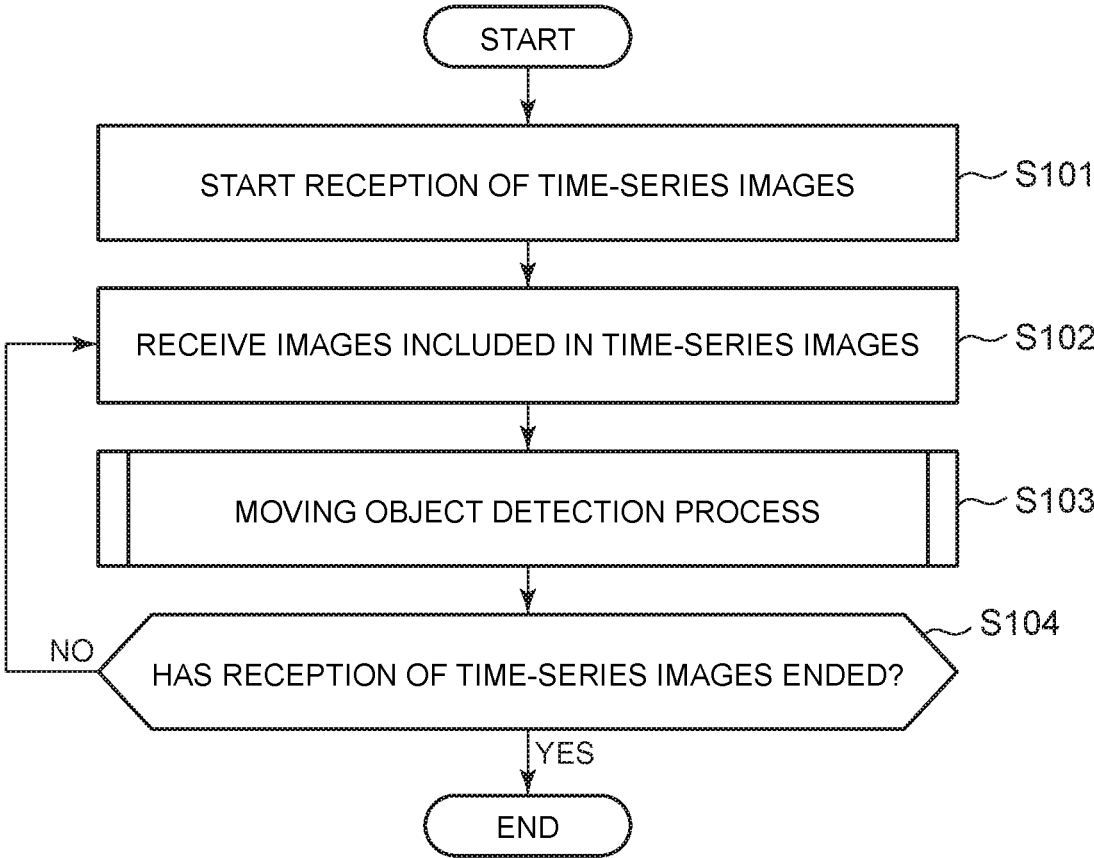 START
START RECEPTION OF TIME-SERIES IMAGES
S101
RECEIVE IMAGES INCLUDED IN TIME-SERIES IMAGES
S102
MOVING OBJECT DETECTION PROCESS
S103
S104
NO
HAS RECEPTION OF TIME-SERIES IMAGES ENDED?
YES
END